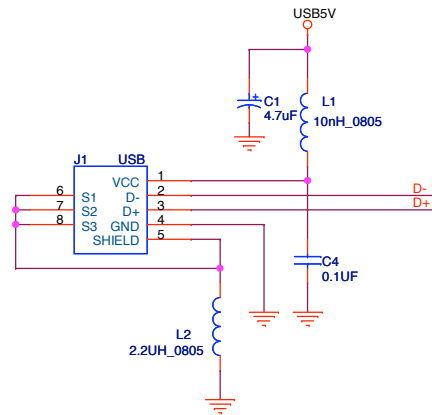 USB5V
C1
4.7uF
+
L1
10nH_0805
J1 USB
VCC 1
6 S1 D- 2 D-
7 S2 D+ 3 D+
8 S3 GND 4
SHIELD 5
C4
0.1UF
L2
2.2UH_0805